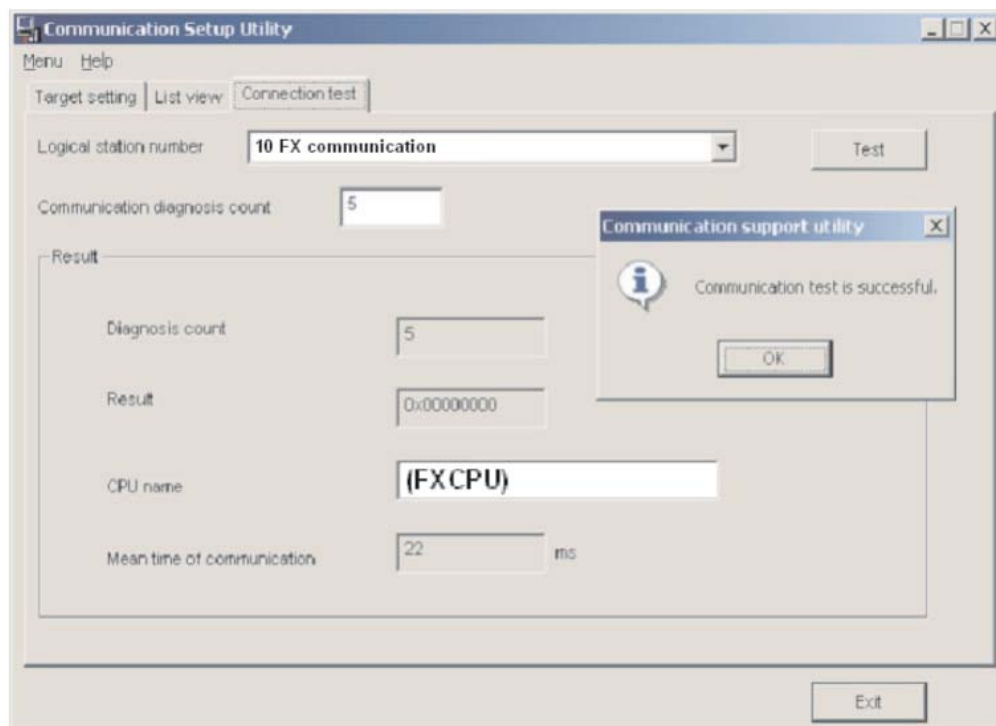 Communication Setup Utility
Menu Help
Target setting List view Connection test
Logical station number 10 FX communication Test
Communication diagnosis count 5
Communication support utility
Communication test is successful.
OK
Result
Diagnosis count 5
Result 0x00000000
CPU name (FXCPU)
Mean time of communication 22 ms
Exit